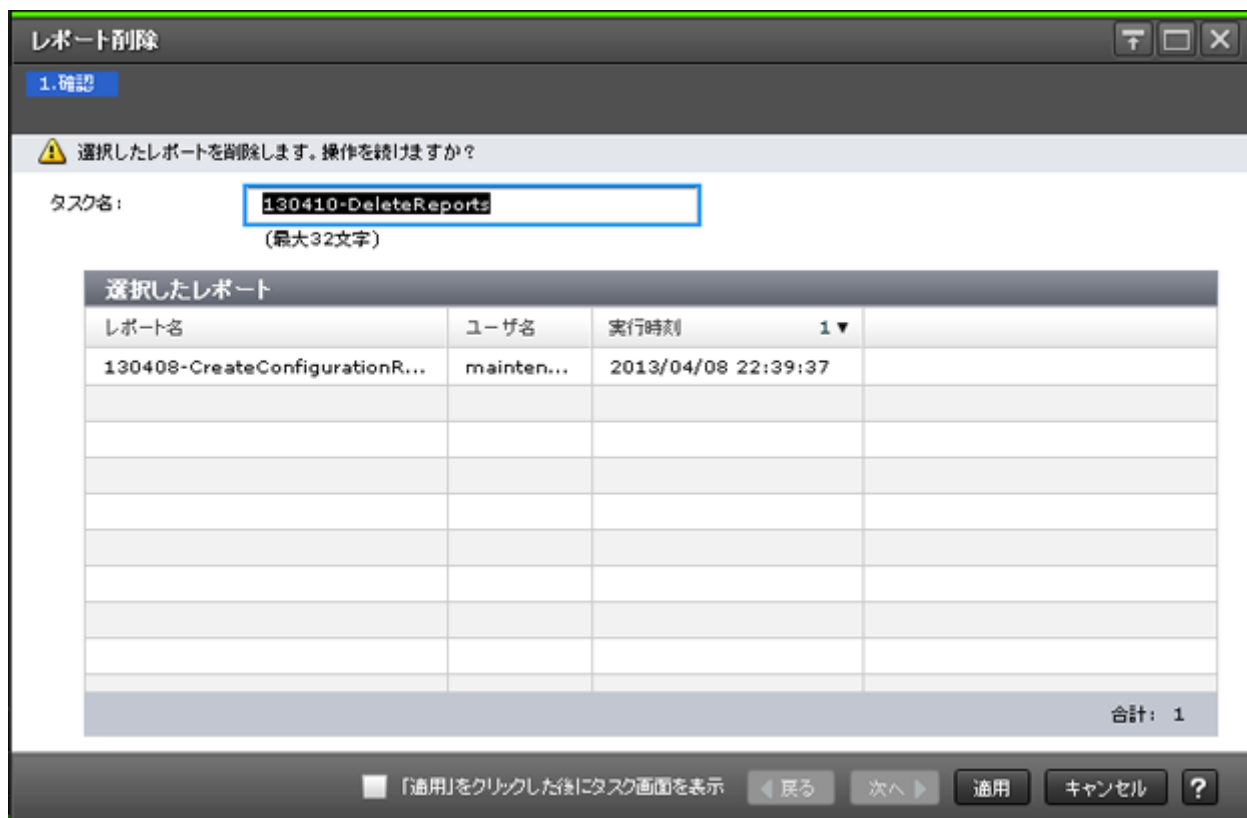 レポート削除
1.確認
選択したレポートを削除します。操作を続けますか？
タスク名： 130410-DeleteReports
(最大32文字)
選択したレポート
レポート名 ユーザ名 実行時刻 1▼
130408-CreateConfigurationR... mainten... 2013/04/08 22:39:37
合計： 1
「適用」をクリックした後にタスク画面を表示 ◀戻る 次へ▶ 適用 キャンセル ?